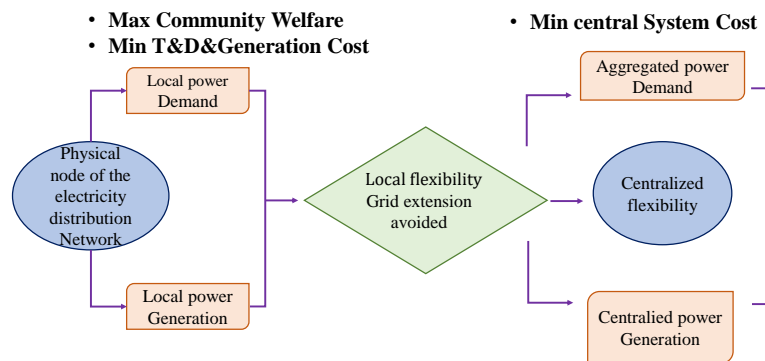 • Max Community Welfare
• Min T&D&Generation Cost
• Min central System Cost
Local power
Demand
Aggregated power
Demand
Physical
node of the
electricity
distribution
Network
Local flexibility
Grid extension
avoided
Centralized
flexibility
Local power
Generation
Centralied power
Generation